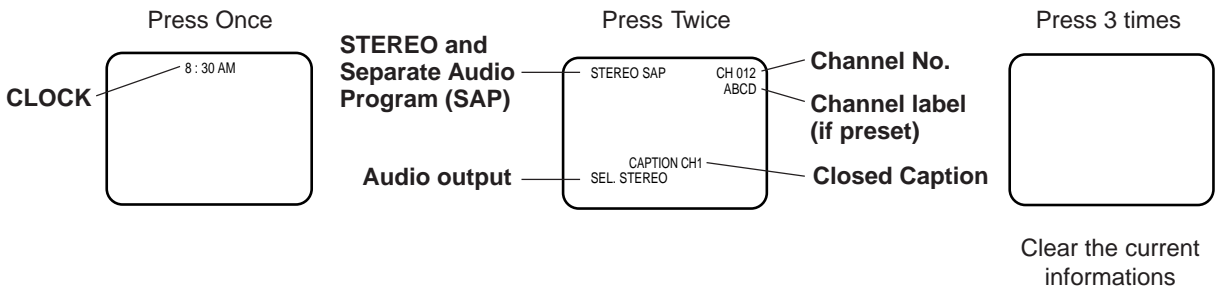 Press Once
CLOCK
8 : 30 AM
Press Twice
STEREO and
Separate Audio
Program (SAP)
Audio output
STEREO SAP
CH 012
ABCD
CAPTION CH1
SEL. STEREO
Channel No.
Channel label
(if preset)
Closed Caption
Press 3 times
Clear the current
informations